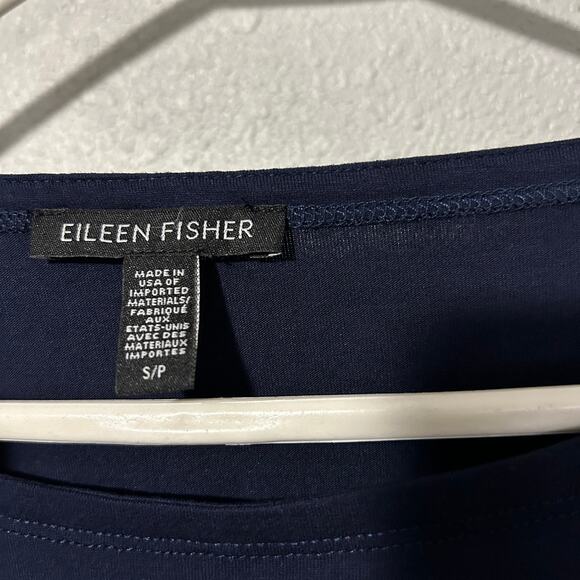 EILEEN FISHER
MADE IN
USA OF
IMPORTED
MATERIALS/
FABRIQUÉ
AUX
ETATS-UNIS
AVEC DES
MATERIAUX
IMPORTES
S/P